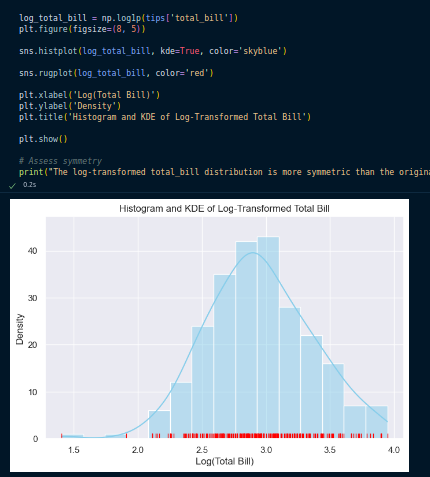 log_total_bill = np.log1p(tips['total_bill'])
plt.figure(figsize=(8, 5))
sns.histplot(log_total_bill, kde=True, color='skyblue')
sns.rugplot(log_total_bill, color='red')
plt.xlabel('Log(Total Bill)')
plt.ylabel('Density')
plt.title('Histogram and KDE of Log-Transformed Total Bill')
plt.show()
# Assess symmetry
print("The log-transformed total_bill distribution is more symmetric than the origina
0.2s
Histogram and KDE of Log-Transformed Total Bill
40
30
20
10
0
Density
1.5 2.0 2.5 3.0 3.5 4.0
Log(Total Bill)